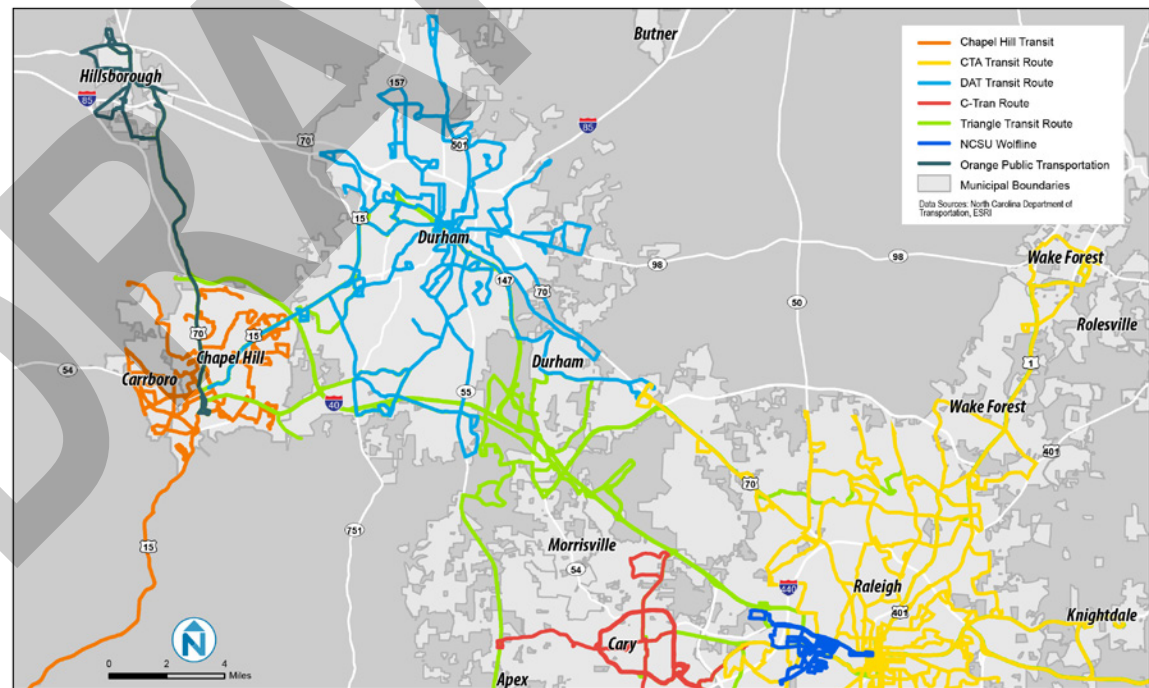 DRAFT
Butner
Hillsborough
85
157
70
501
85
15
Durham
98
98
147
70
50
Wake Forest
Rolesville
70
15
Chapel Hill
Carrboro
54
Durham
1
55
40
Wake Forest
401
70
751
15
Morrisville
54
440
Raleigh
401
Knightdale
Cary
Apex
N
0 2 4
Miles
Chapel Hill Transit
CTA Transit Route
DAT Transit Route
C-Tran Route
Triangle Transit Route
NCSU Wolfline
Orange Public Transportation
Municipal Boundaries
Data Sources: North Carolina Department of
Transportation, ESRI